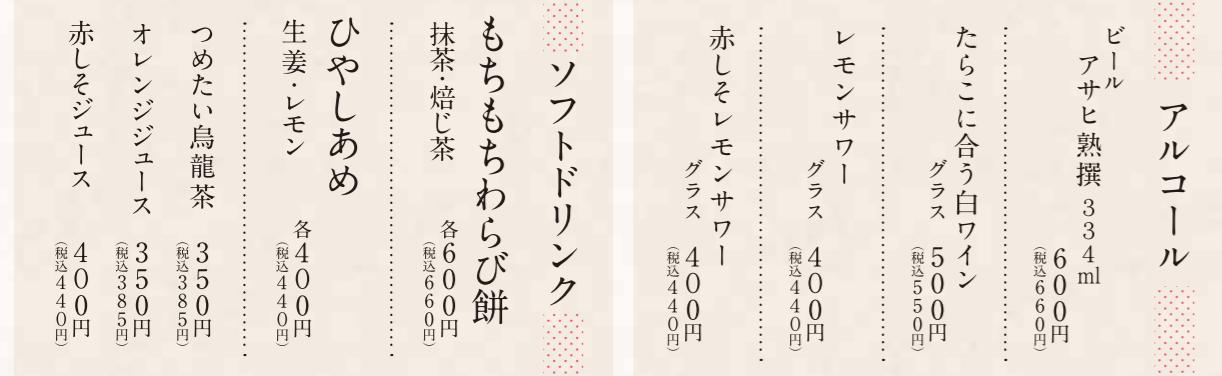 アルコール
ビール
アサヒ熟撰 334ml
600円
(税込660円)
たらこに合う白ワイン
グラス 500円
(税込550円)
レモンサワー
グラス 400円
(税込440円)
赤しそレモンサワー
グラス 400円
(税込440円)
ソフトドリンク
もちもちわらび餅
抹茶・焙じ茶 各600円
(税込660円)
ひやしあめ
生姜・レモン 各400円
(税込440円)
つめたい烏龍茶 350円
(税込385円)
オレンジジュース 350円
(税込385円)
赤しそジュース 400円
(税込440円)